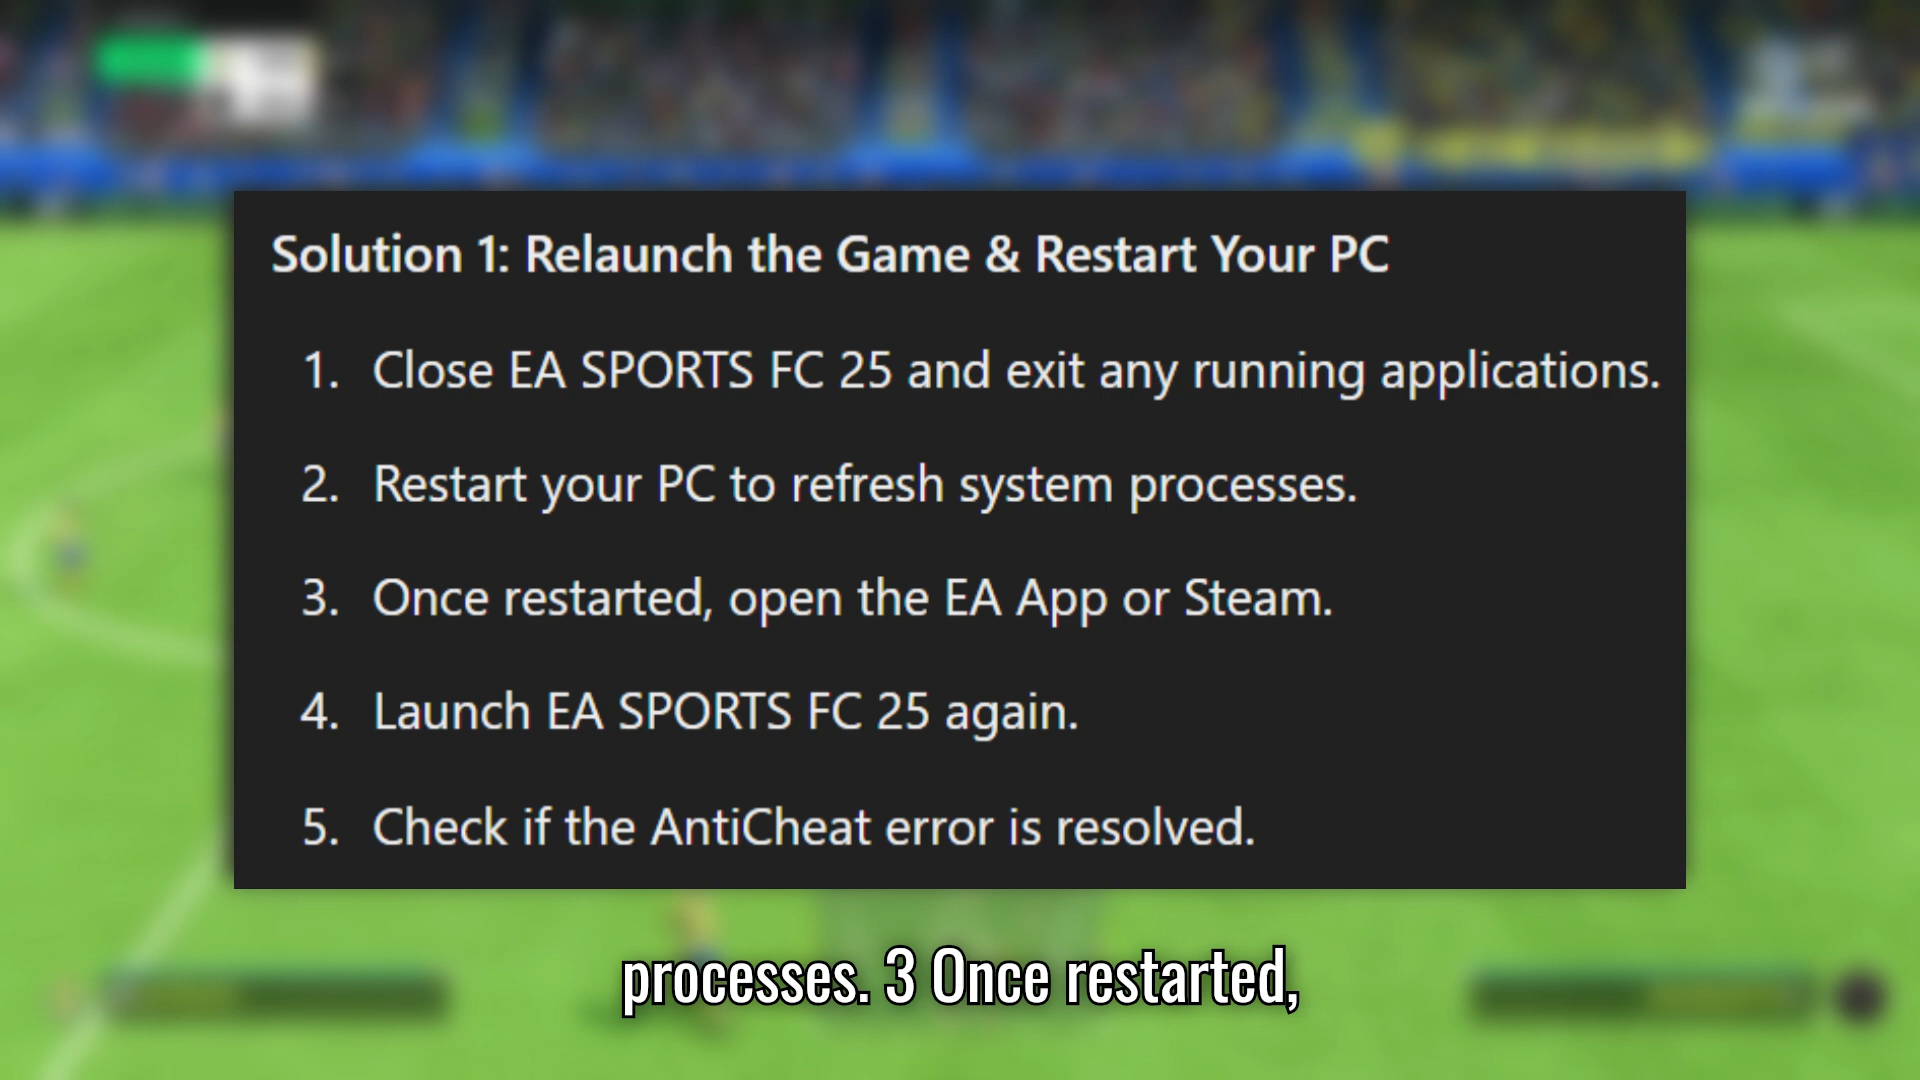 Solution 1: Relaunch the Game & Restart Your PC
1. Close EA SPORTS FC 25 and exit any running applications.
2. Restart your PC to refresh system processes.
3. Once restarted, open the EA App or Steam.
4. Launch EA SPORTS FC 25 again.
5. Check if the AntiCheat error is resolved.
processes. 3 Once restarted,